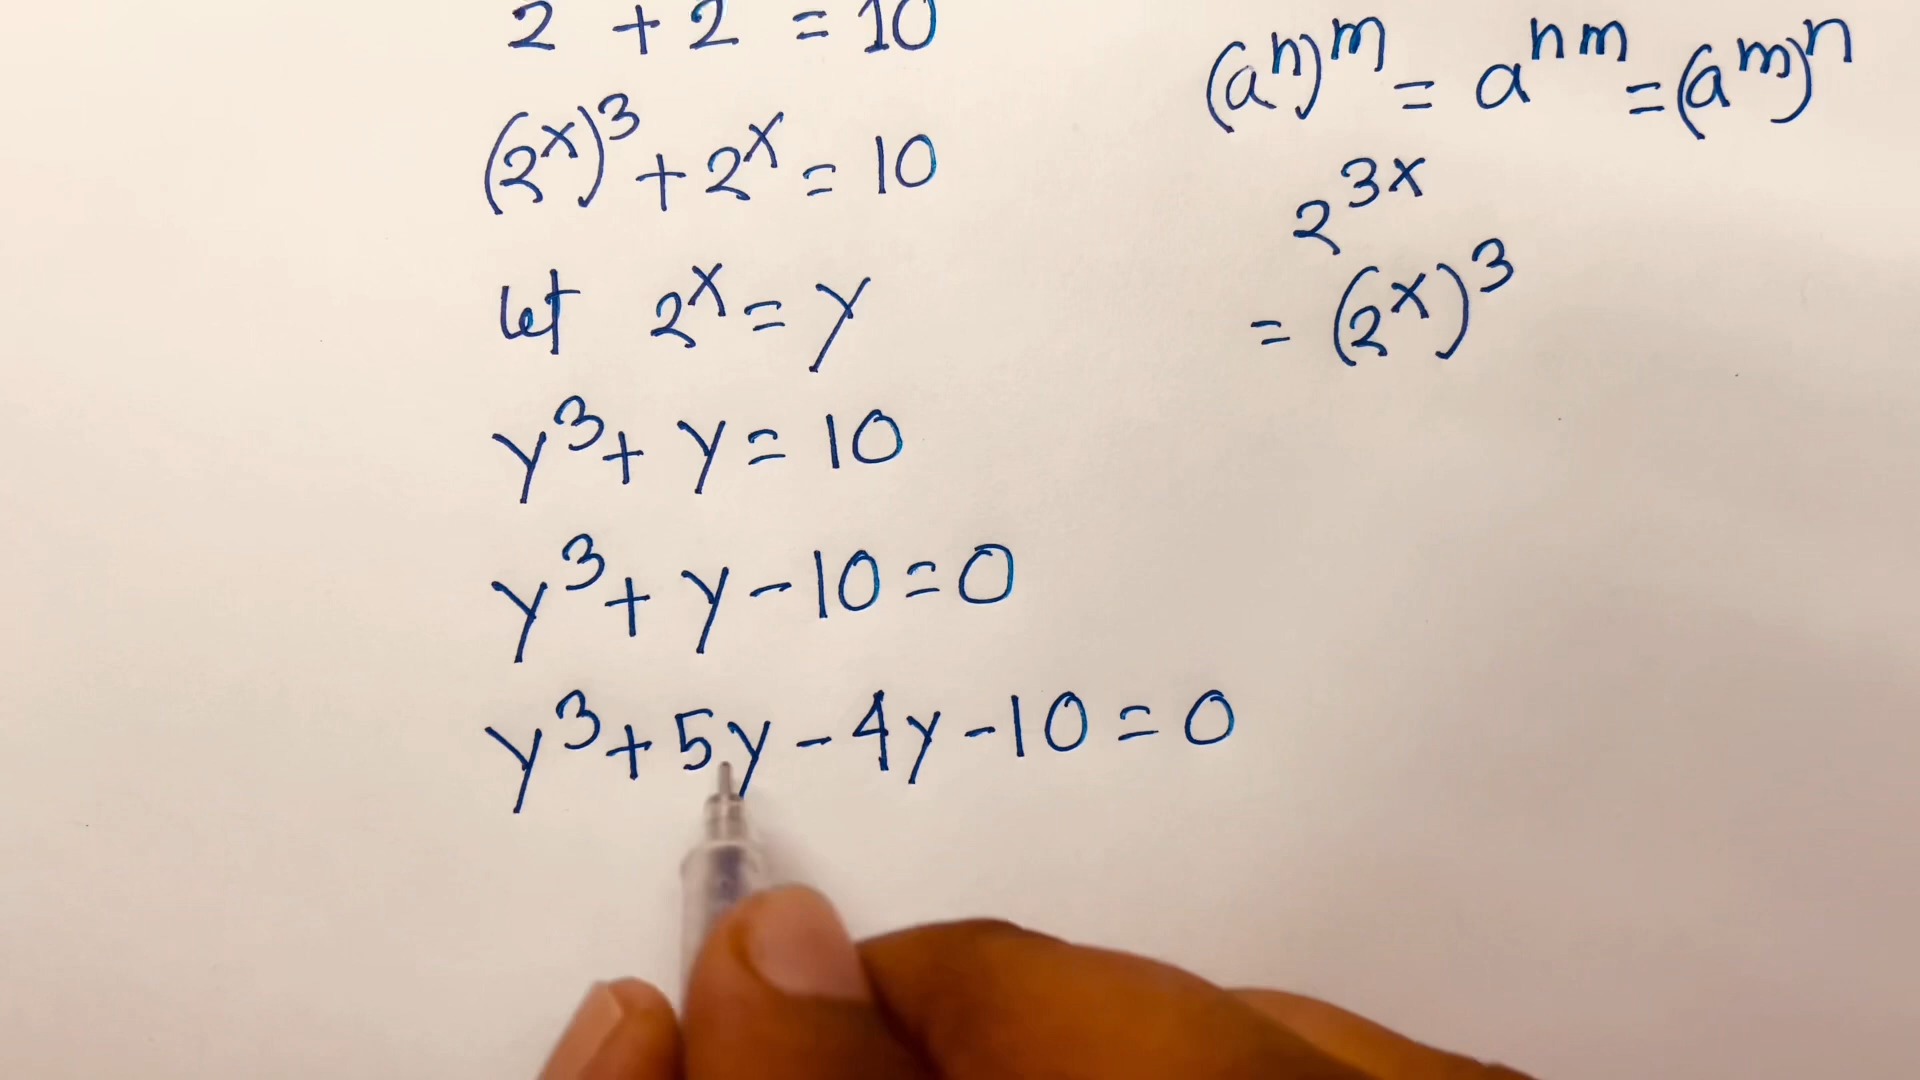 2 + 2 = 10
(2^x)^3 + 2^x = 10
let 2^x = y
y^3 + y = 10
y^3 + y - 10 = 0
y^3 + 5y - 4y - 10 = 0
(a^n)^m = a^nm = (a^m)^n
2^3x
= (2^x)^3